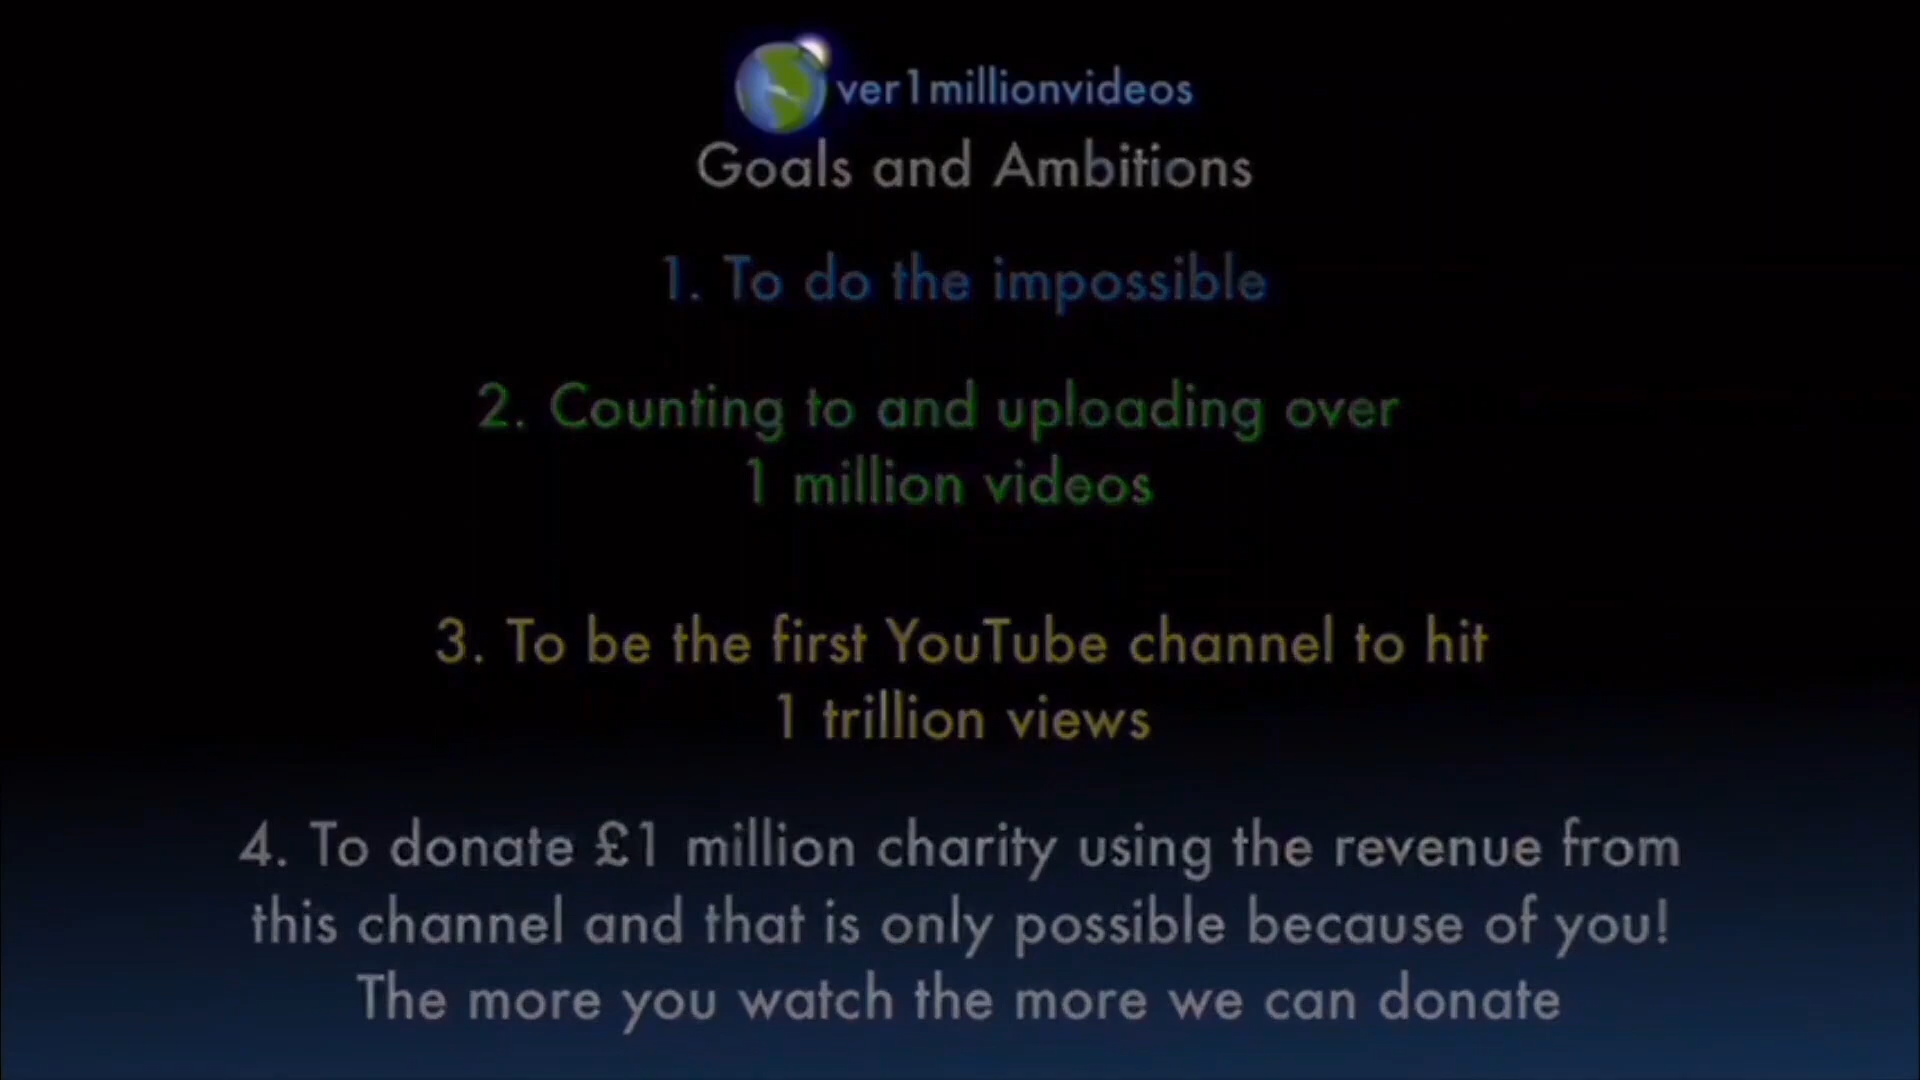 ver1millionvideos
Goals and Ambitions
1. To do the impossible
2. Counting to and uploading over
1 million videos
3. To be the first YouTube channel to hit
1 trillion views
4. To donate £1 million charity using the revenue from
this channel and that is only possible because of you!
The more you watch the more we can donate